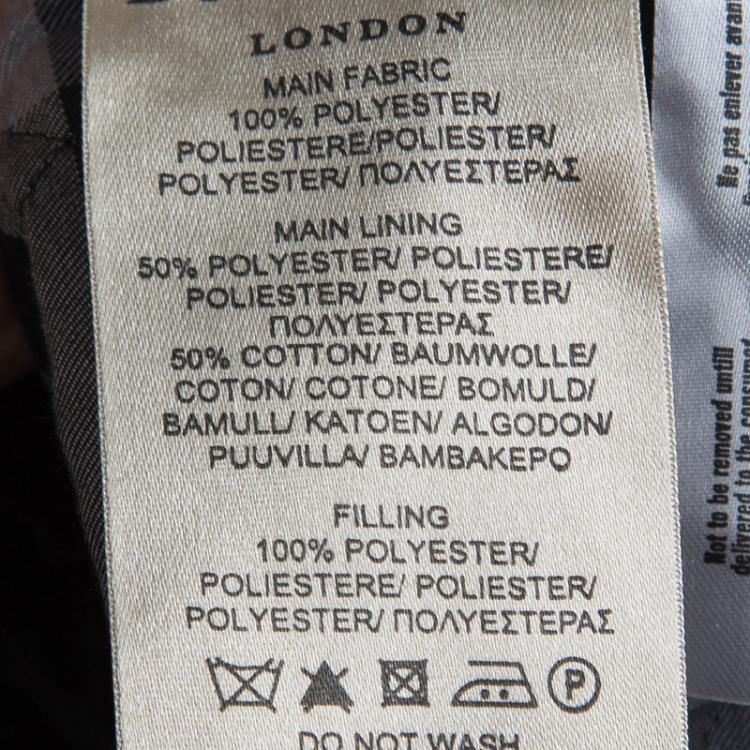 LONDON
MAIN FABRIC
100% POLYESTER/
POLIESTERE/POLIESTER/
POLYESTER/ ΠΟΛΥΕΣΤΕΡΑΣ
MAIN LINING
50% POLYESTER/ POLIESTERE/
POLIESTER/ POLYESTER/
ΠΟΛΥΕΣΤΕΡΑΣ
50% COTTON/ BAUMWOLLE/
COTON/ COTONE/ BOMULD/
BAMULL/ KATOEN/ ALGODON/
PUUVILLA/ BAMBAKEPO
FILLING
100% POLYESTER/
POLIESTERE/ POLIESTER/
POLYESTER/ ΠΟΛΥΕΣΤΕΡΑΣ
P
DO NOT WASH
Ne pas enlever avant
Not to be removed untill
delivered to the consumer